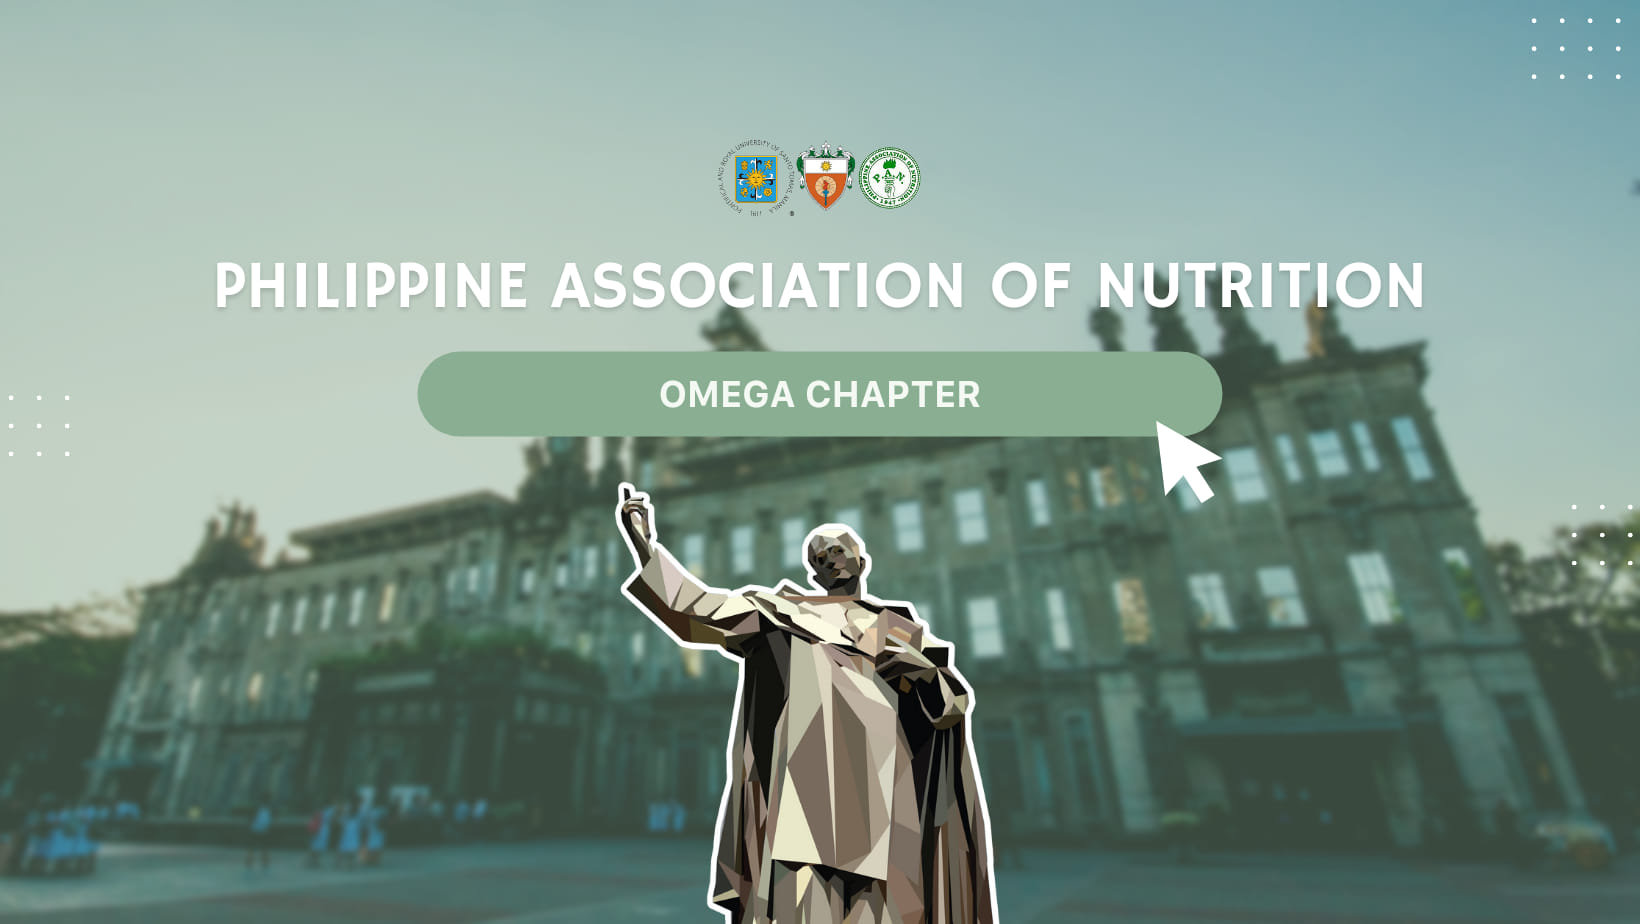 PONTIFICAL AND ROYAL UNIVERSITY OF SANTO TOMAS, MANILA
1611
®
PHILIPPINE ASSOCIATION OF NUTRITION
P.A.N.
1947
PHILIPPINE ASSOCIATION OF NUTRITION
OMEGA CHAPTER